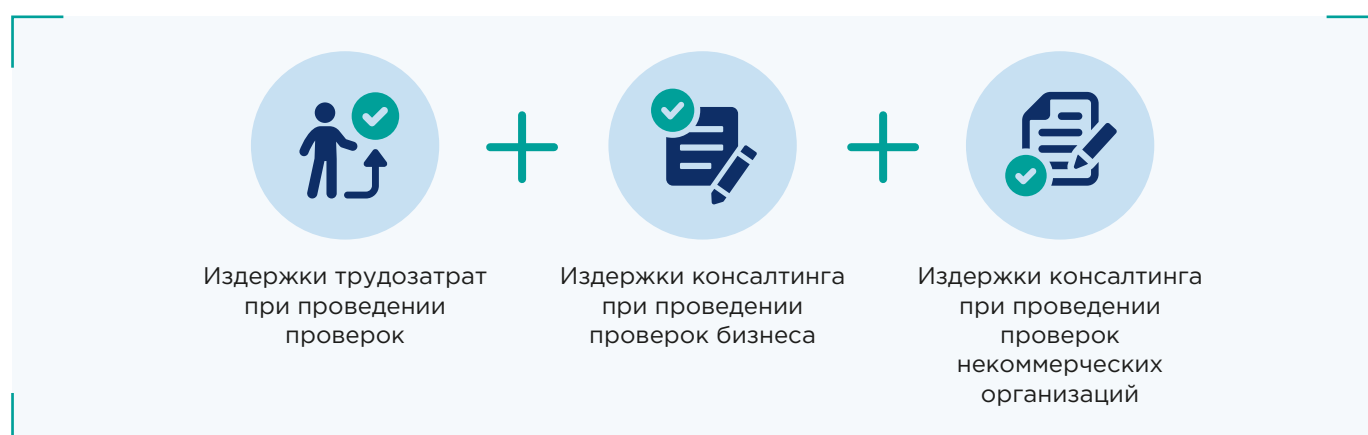 Издержки трудозатрат
при проведении
проверок
Издержки консалтинга
при проведении
проверок бизнеса
Издержки консалтинга
при проведении
проверок
некоммерческих
организаций